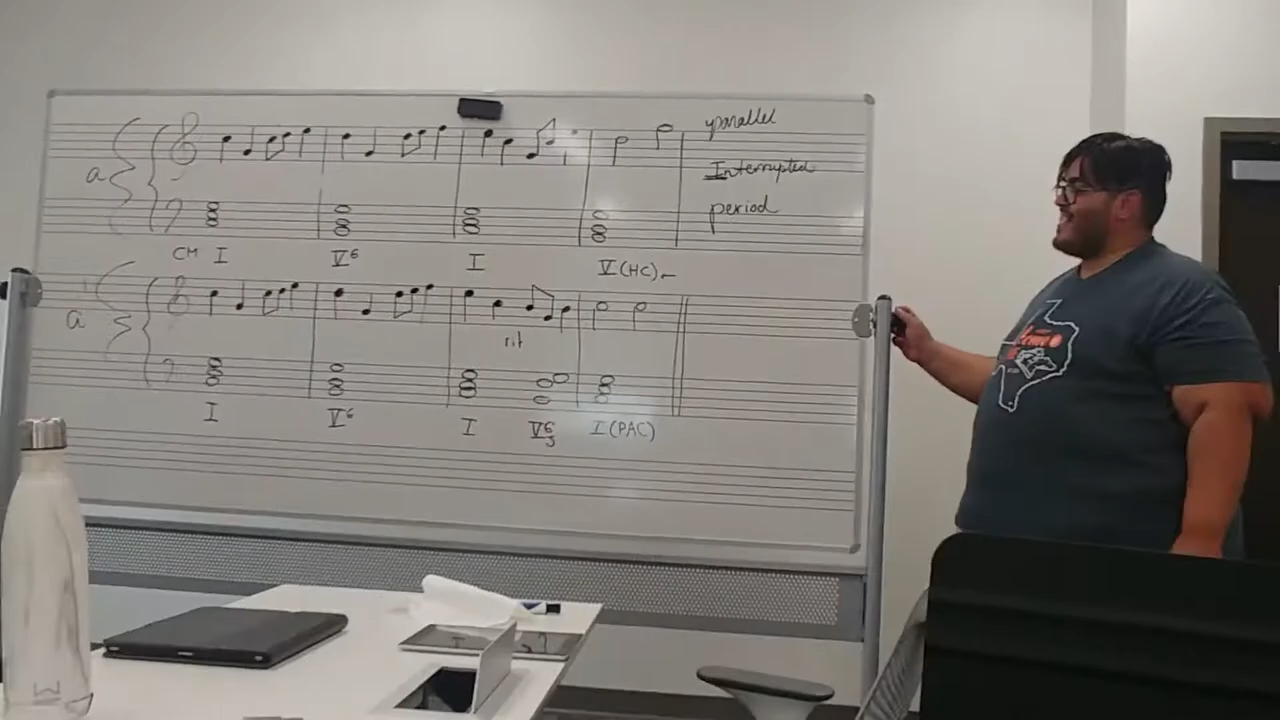 parallel
a
Interrupted
period
CM I V6 I V(HC)
a
rit
I V6 I V6 I (PAC)
5
W